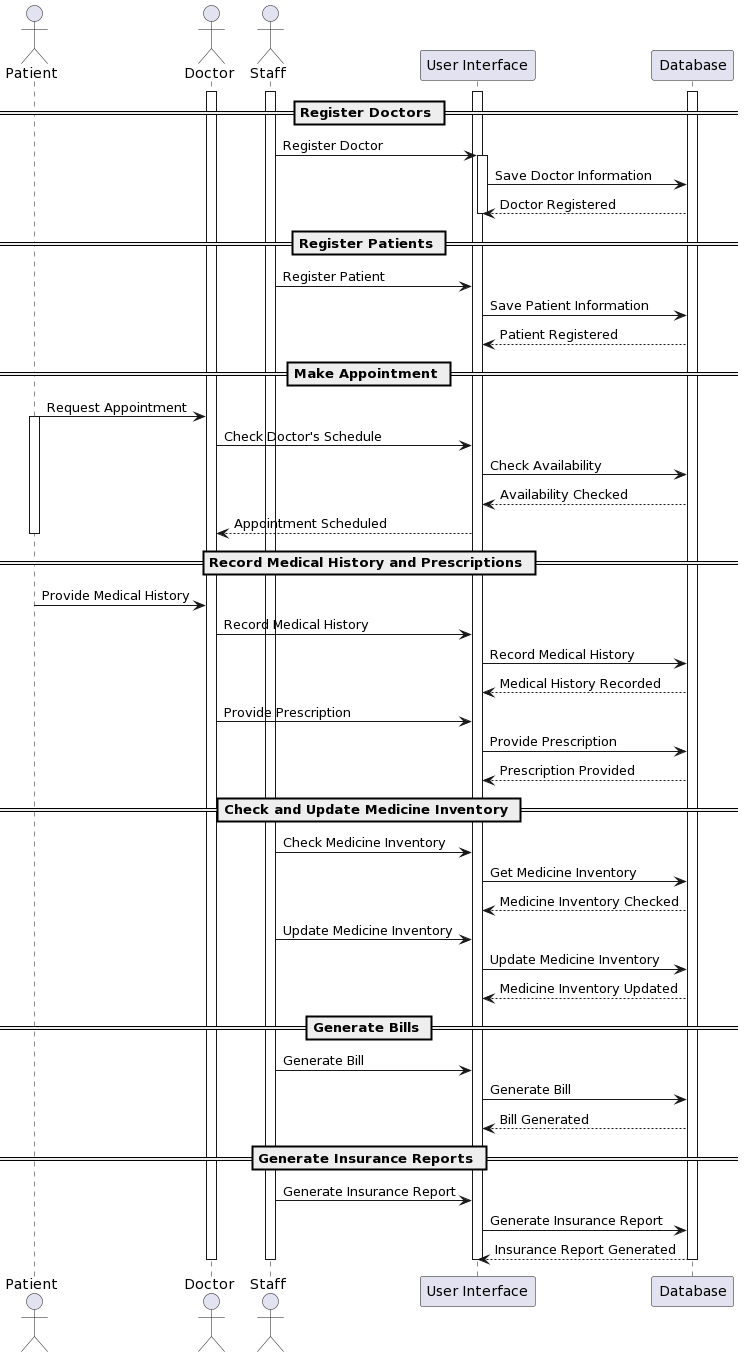 Patient
Doctor
Staff
User Interface
Database
Register Doctors
Register Doctor
Save Doctor Information
Doctor Registered
Register Patients
Register Patient
Save Patient Information
Patient Registered
Make Appointment
Request Appointment
Check Doctor's Schedule
Check Availability
Availability Checked
Appointment Scheduled
Record Medical History and Prescriptions
Provide Medical History
Record Medical History
Record Medical History
Medical History Recorded
Provide Prescription
Provide Prescription
Prescription Provided
Check and Update Medicine Inventory
Check Medicine Inventory
Get Medicine Inventory
Medicine Inventory Checked
Update Medicine Inventory
Update Medicine Inventory
Medicine Inventory Updated
Generate Bills
Generate Bill
Generate Bill
Bill Generated
Generate Insurance Reports
Generate Insurance Report
Generate Insurance Report
Insurance Report Generated
Patient
Doctor
Staff
User Interface
Database